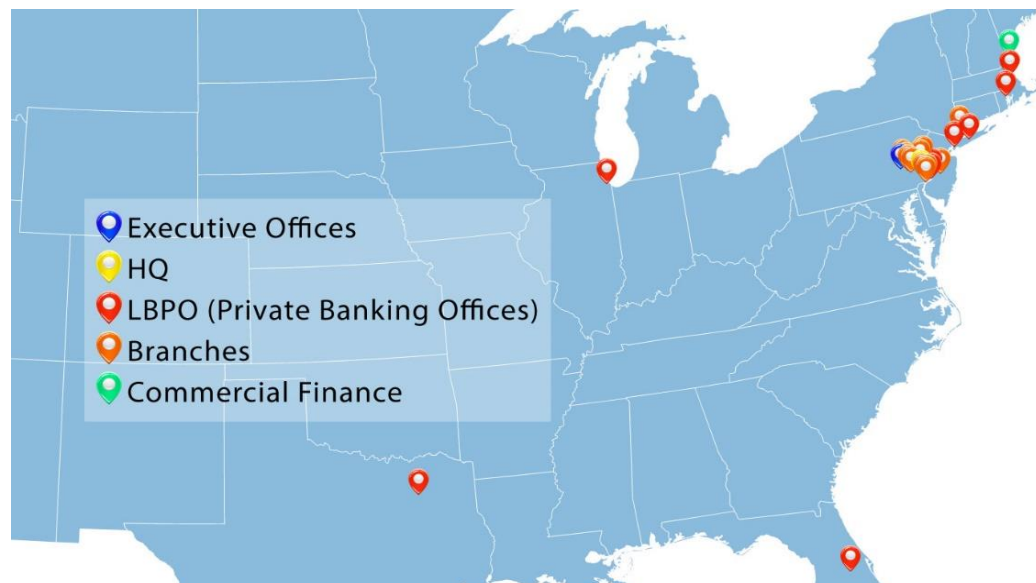 Executive Offices
HQ
LBPO (Private Banking Offices)
Branches
Commercial Finance